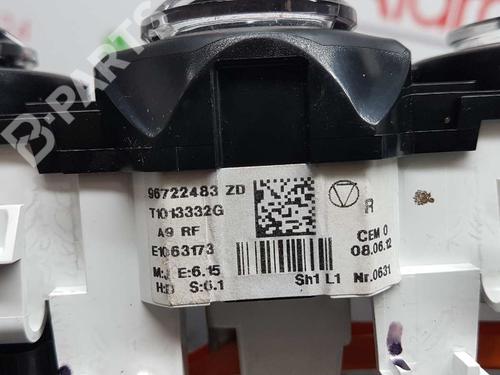 B-PARTS
96722483 ZD
T1013332G
A9 RF
E1063173
M:J E:6.15
H:D S:6.1
R
CEM 0
08.06.12
Sh1 L1 Nr.0631